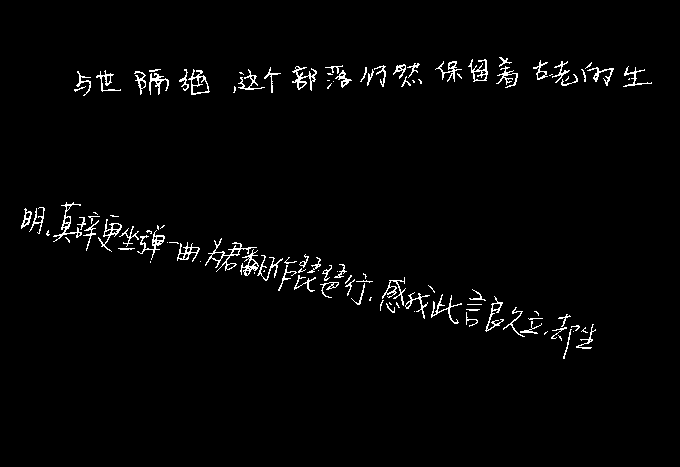 与世隔绝,这个部落仍然保留着古老的生
明,莫辞更坐弹一曲,为君翻作琵琶行,感我此言良久立,却坐